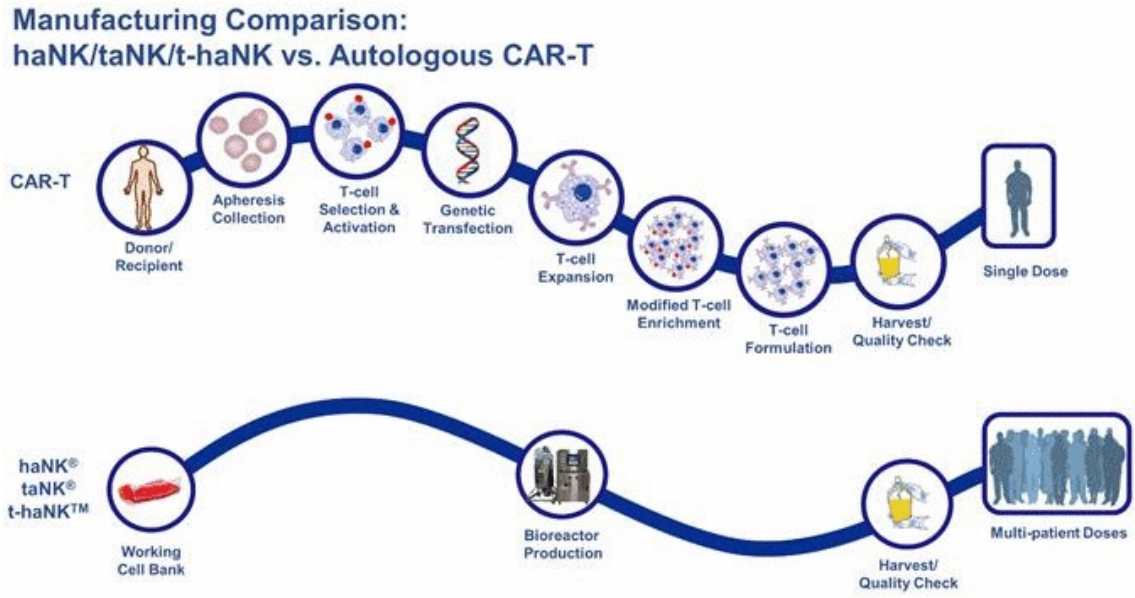 Manufacturing Comparison:
haNK/taNK/t-haNK vs. Autologous CAR-T
CAR-T
Donor/
Recipient
Apheresis
Collection
T-cell
Selection &
Activation
Genetic
Transfection
T-cell
Expansion
Modified T-cell
Enrichment
T-cell
Formulation
Harvest/
Quality Check
Single Dose
haNK®
taNK®
t-haNK™
Working
Cell Bank
Bioreactor
Production
Harvest/
Quality Check
Multi-patient Doses